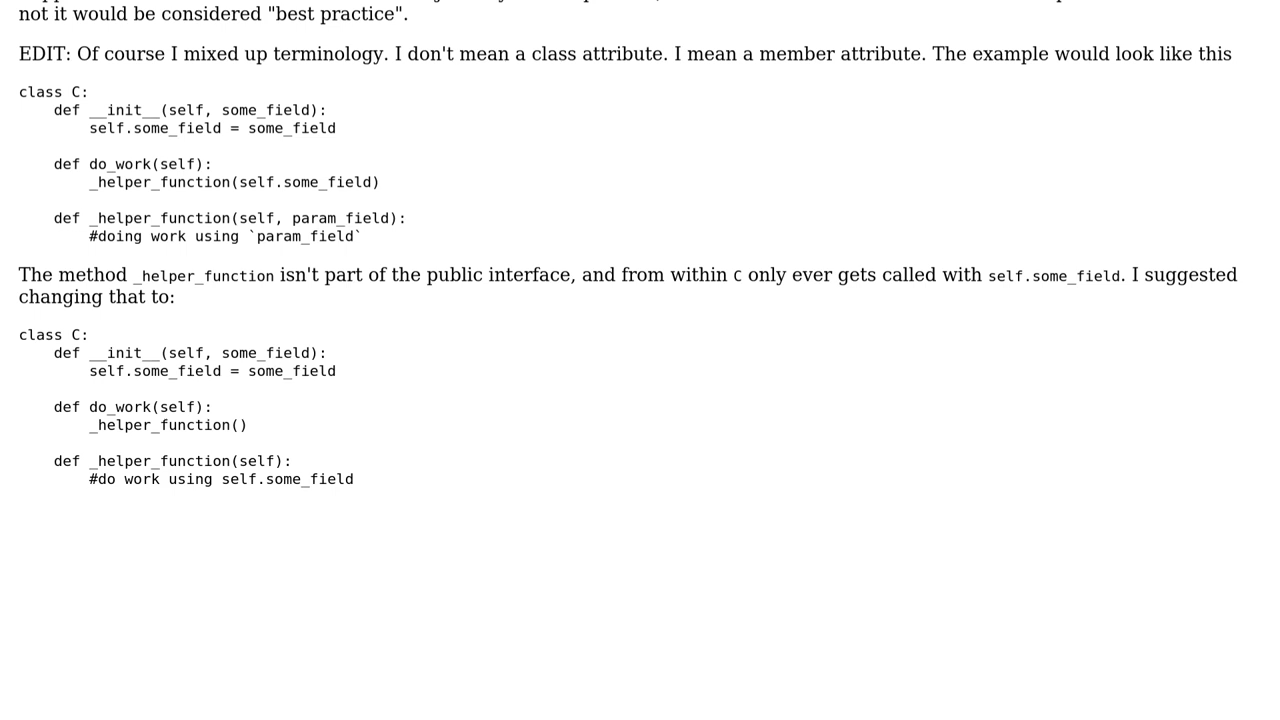 not it would be considered "best practice".
EDIT: Of course I mixed up terminology. I don't mean a class attribute. I mean a member attribute. The example would look like this
class C:
    def __init__(self, some_field):
        self.some_field = some_field
    def do_work(self):
        _helper_function(self.some_field)
    def _helper_function(self, param_field):
        #doing work using `param_field`
The method _helper_function isn't part of the public interface, and from within C only ever gets called with self.some_field. I suggested
changing that to:
class C:
    def __init__(self, some_field):
        self.some_field = some_field
    def do_work(self):
        _helper_function()
    def _helper_function(self):
        #do work using self.some_field